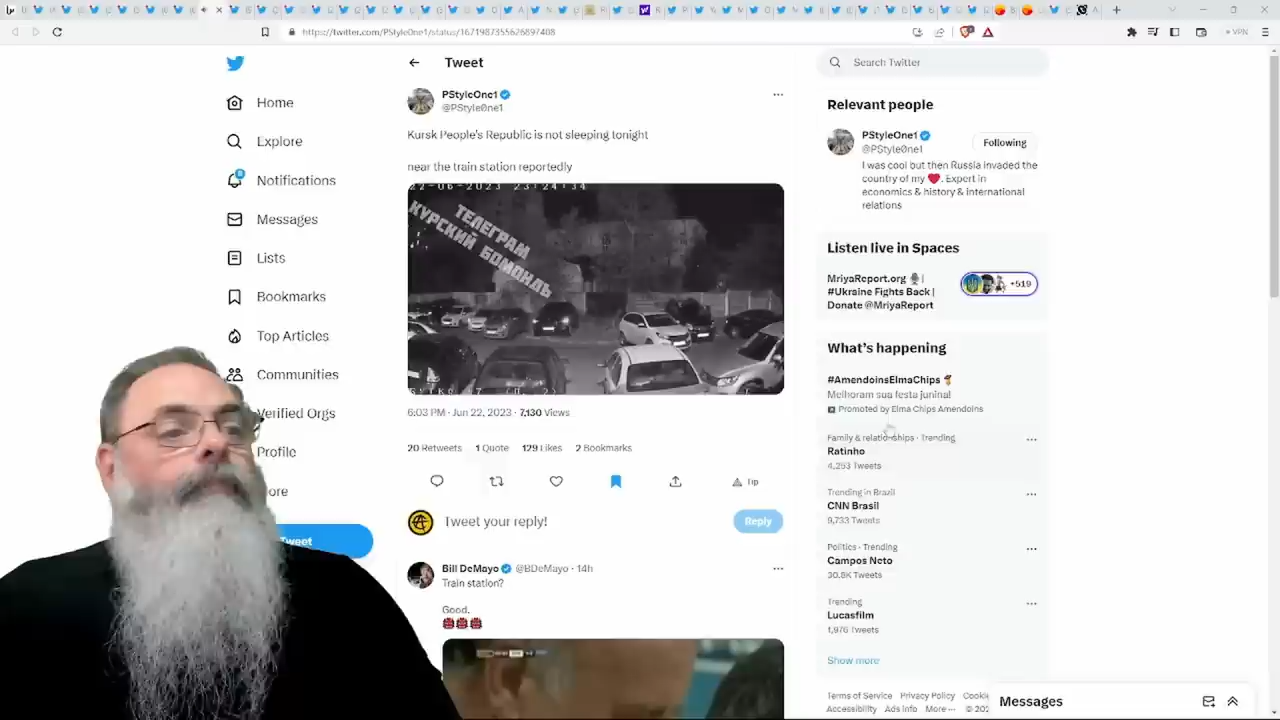 https://twitter.com/PStyle0ne1/status/1671987355626897408
VPN
Home
Explore
8
Notifications
Messages
Lists
Bookmarks
Top Articles
Communities
Verified Orgs
Profile
ore
Tweet
Tweet
PStyleOne1
@PStyle0ne1
Kursk People's Republic is not sleeping tonight
near the train station reportedly
22-06-2023 23:24:34
ТЕЛЕГРАМ
КУРСКИЙ БОМОНДЪ
6:03 PM · Jun 22, 2023 · 7,130 Views
20 Retweets 1 Quote 129 Likes 2 Bookmarks
Tip
Tweet your reply!
Reply
Bill DeMayo @BDeMayo · 14h
Train station?
Good.
Search Twitter
Relevant people
PStyleOne1
@PStyle0ne1
Following
I was cool but then Russia invaded the
country of my ❤️. Expert in
economics & history & international
relations
Listen live in Spaces
MriyaReport.org 🎙️|
#Ukraine Fights Back |
Donate @MriyaReport
+519
What's happening
#AmendoinsElmaChips
Melhoram sua festa junina!
Promoted by Elma Chips Amendoins
Family & relationships · Trending
Ratinho
4,253 Tweets
Trending in Brazil
CNN Brasil
9,733 Tweets
Politics · Trending
Campos Neto
30.8K Tweets
Trending
Lucasfilm
1,976 Tweets
Show more
Terms of Service Privacy Policy Cookie
Accessibility Ads info More ··· © 202
Messages